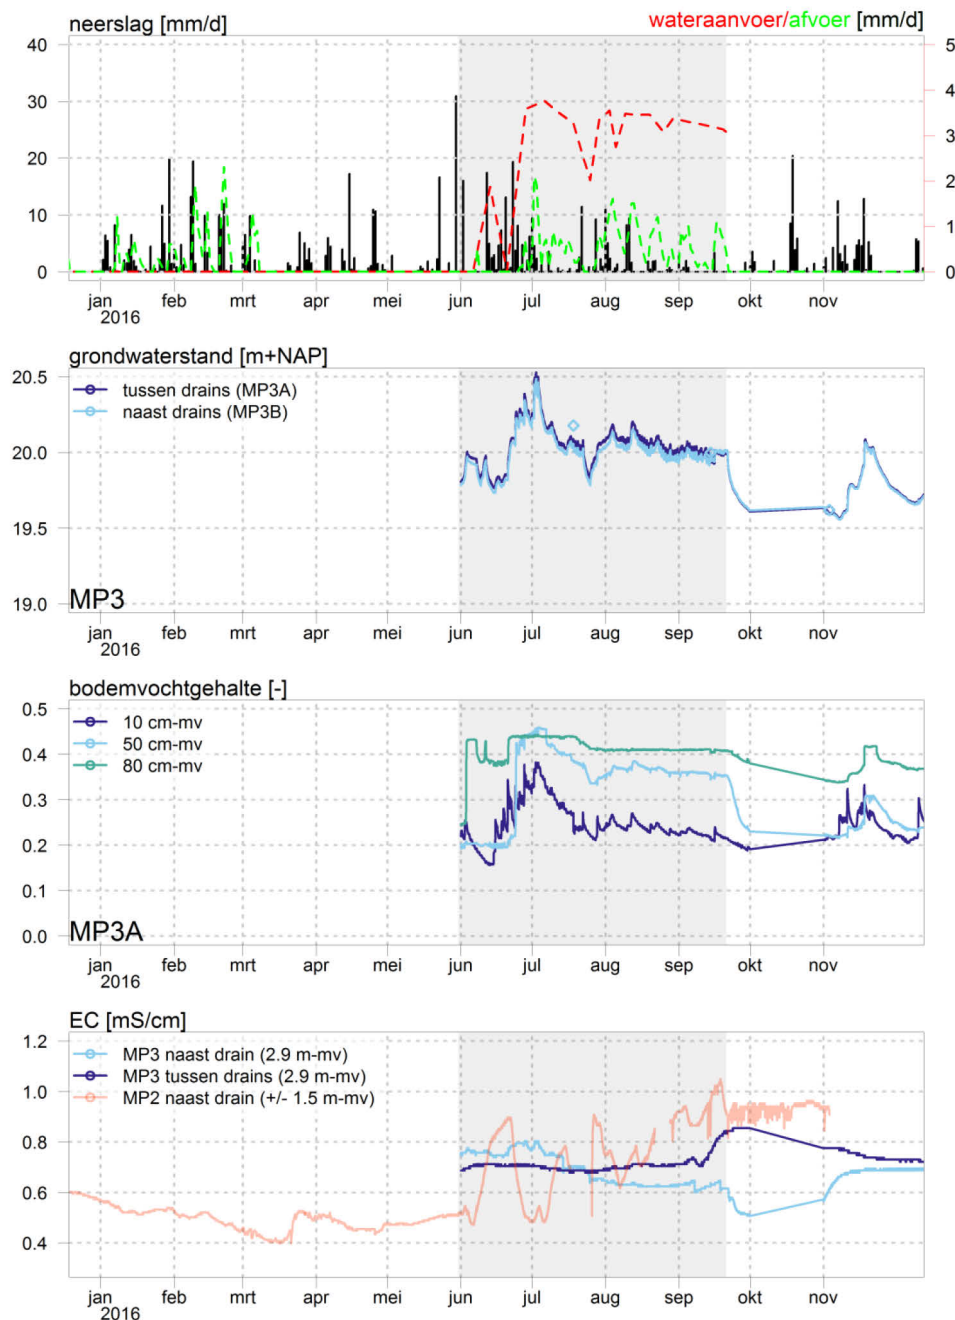 neerslag [mm/d]
wateraanvoer/afvoer [mm/d]
40
30
20
10
0
5
4
3
2
1
0
jan feb mrt apr mei jun jul aug sep okt nov
2016
grondwaterstand [m+NAP]
20.5
20.0
19.5
19.0
tussen drains (MP3A)
naast drains (MP3B)
MP3
jan feb mrt apr mei jun jul aug sep okt nov
2016
bodemvochtgehalte [-]
0.5
0.4
0.3
0.2
0.1
0.0
10 cm-mv
50 cm-mv
80 cm-mv
MP3A
jan feb mrt apr mei jun jul aug sep okt nov
2016
EC [mS/cm]
1.2
1.0
0.8
0.6
0.4
MP3 naast drain (2.9 m-mv)
MP3 tussen drains (2.9 m-mv)
MP2 naast drain (+/- 1.5 m-mv)
jan feb mrt apr mei jun jul aug sep okt nov
2016